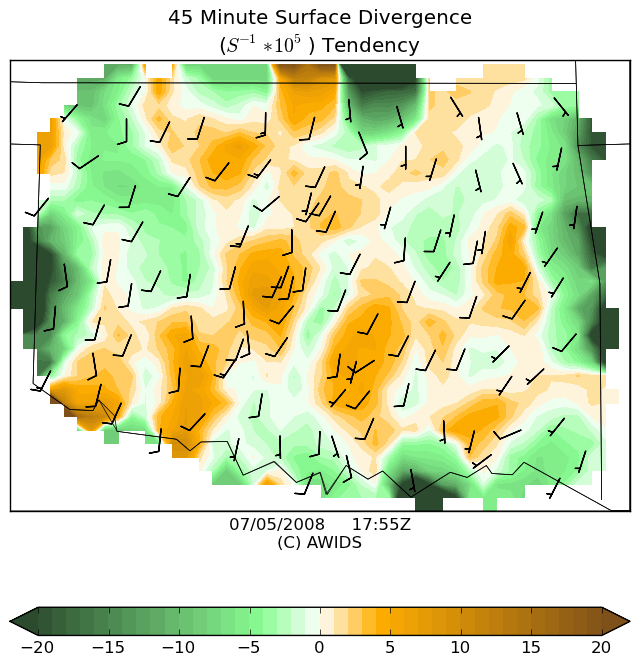 45 Minute Surface Divergence
(S⁻¹ ∗ 10⁵ ) Tendency
07/05/2008 17:55Z
(C) AWIDS
−20 −15 −10 −5 0 5 10 15 20